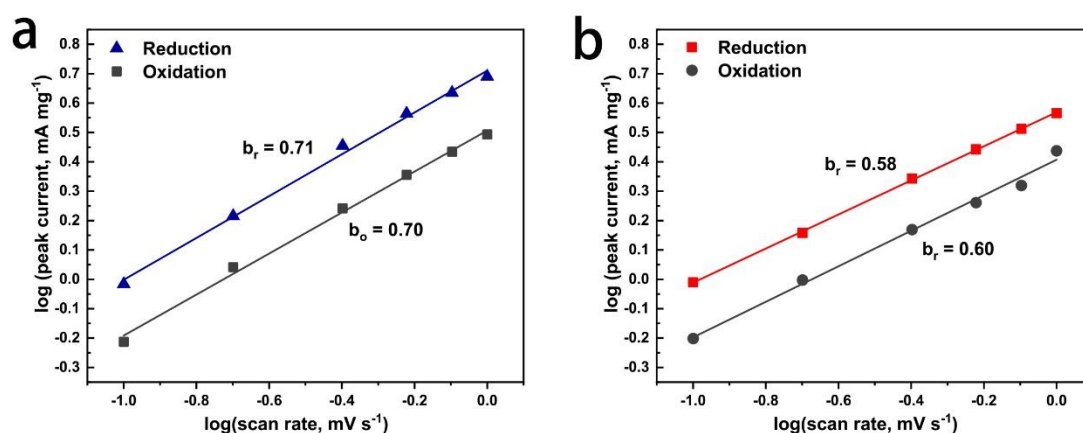 a
Reduction
Oxidation
log (peak current, mA mg⁻¹)
0.8
0.7
0.6
0.5
0.4
0.3
0.2
0.1
0.0
-0.1
-0.2
-0.3
bᵣ = 0.71
bₒ = 0.70
-1.0 -0.8 -0.6 -0.4 -0.2 0.0
log(scan rate, mV s⁻¹)
b
Reduction
Oxidation
log (peak current, mA mg⁻¹)
0.8
0.7
0.6
0.5
0.4
0.3
0.2
0.1
0.0
-0.1
-0.2
-0.3
bᵣ = 0.58
bᵣ = 0.60
-1.0 -0.8 -0.6 -0.4 -0.2 0.0
log(scan rate, mV s⁻¹)